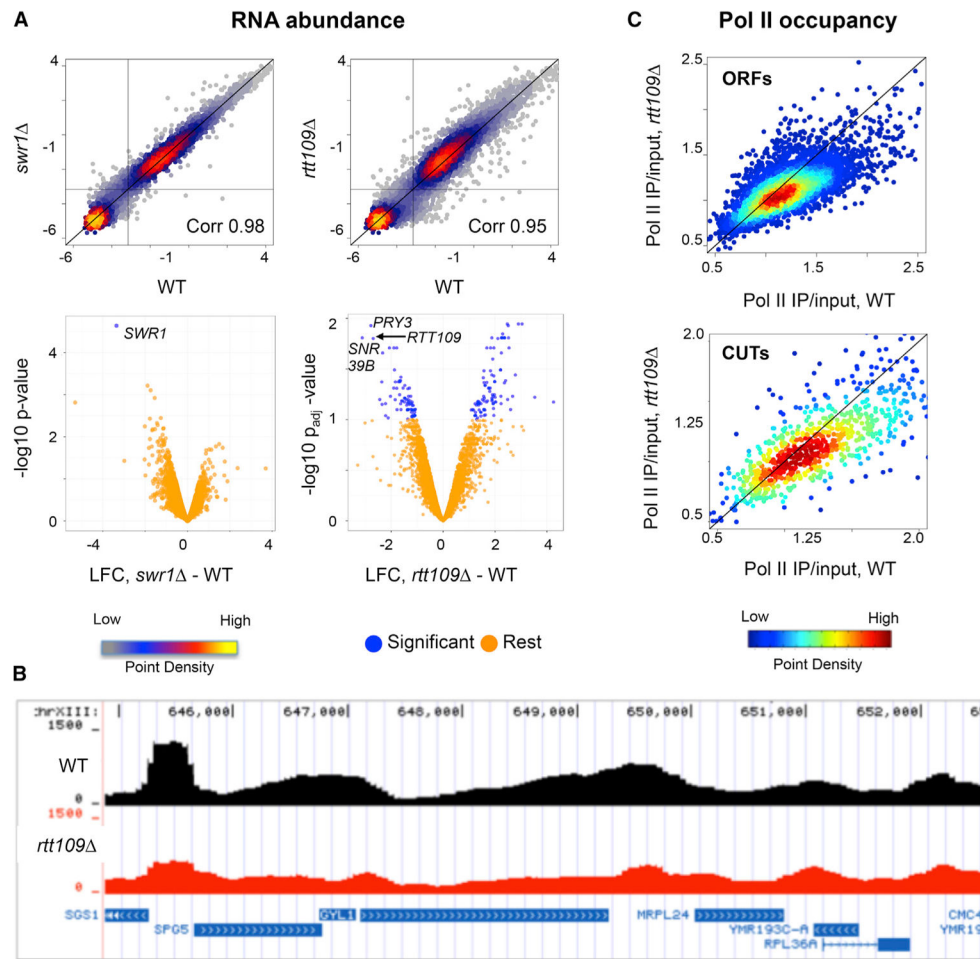 A
RNA abundance
C
Pol II occupancy
4
-1
-6
swr1Δ
Corr 0.98
-6
-1
4
WT
4
-1
-6
rtt109Δ
Corr 0.95
-6
-1
4
WT
2.5
1.5
0.5
Pol II IP/input, rtt109Δ
ORFs
0.5
1.5
2.5
Pol II IP/input, WT
-log10 p-value
4
2
0
SWR1
-4
0
4
LFC, swr1Δ - WT
-log10 padj -value
2
1
0
PRY3
RTT109
SNR
39B
-2
0
2
4
LFC, rtt109Δ - WT
2.0
1.25
0.5
Pol II IP/input, rtt109Δ
CUTs
0.5
1.25
2.0
Pol II IP/input, WT
Low High
Point Density
Significant Rest
Low High
Point Density
B
646,000| 647,000| 648,000| 649,000| 650,000| 651,000| 652,000|
1500 _
WT
0 _
1500 _
rtt109Δ
0 _
SGS1 GYL1 MRPL24 CMC4
SPG5 YMR193C-A YMR19
RPL36A